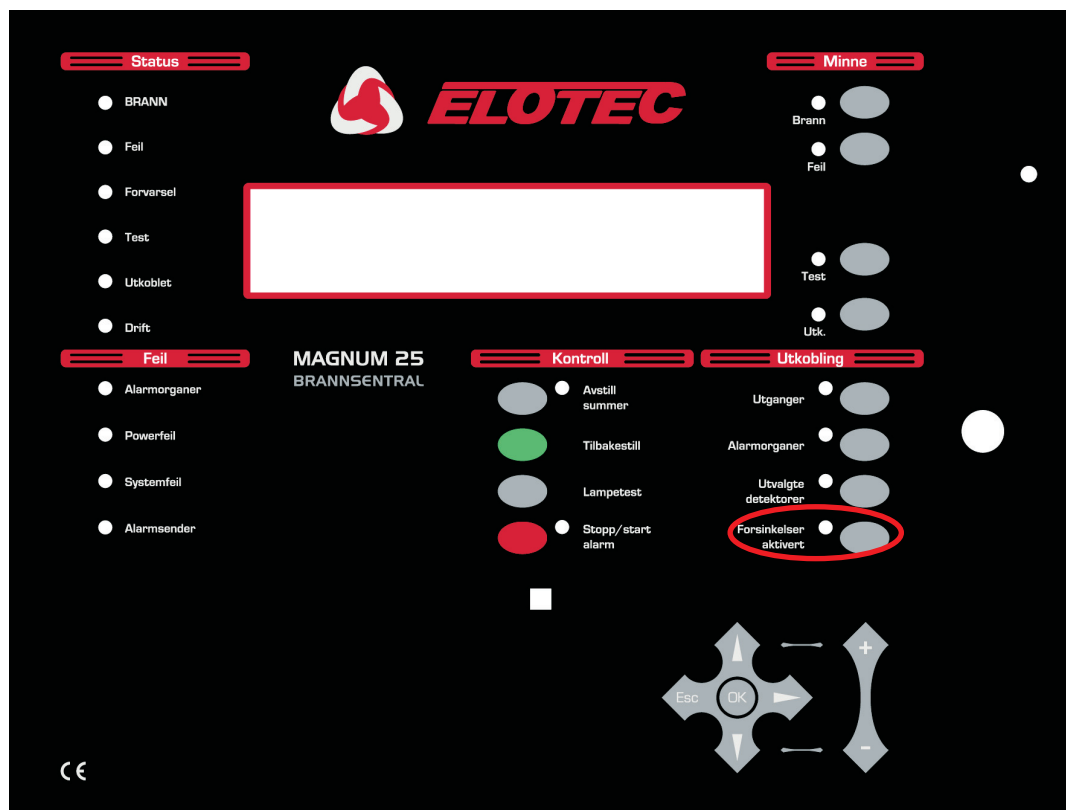 Status
BRANN
Feil
Forvarsel
Test
Utkoblet
Drift
ELOTEC
Minne
Brann
Feil
Test
Utk.
Feil
Alarmorganer
Powerfeil
Systemfeil
Alarmsender
MAGNUM 25
BRANNSENTRAL
Kontroll
Avstill
summer
Tilbakestill
Lampetest
Stopp/start
alarm
Utkobling
Utganger
Alarmorganer
Utvalgte
detektorer
Forsinkelser
aktivert
Esc
OK
+
-
CE